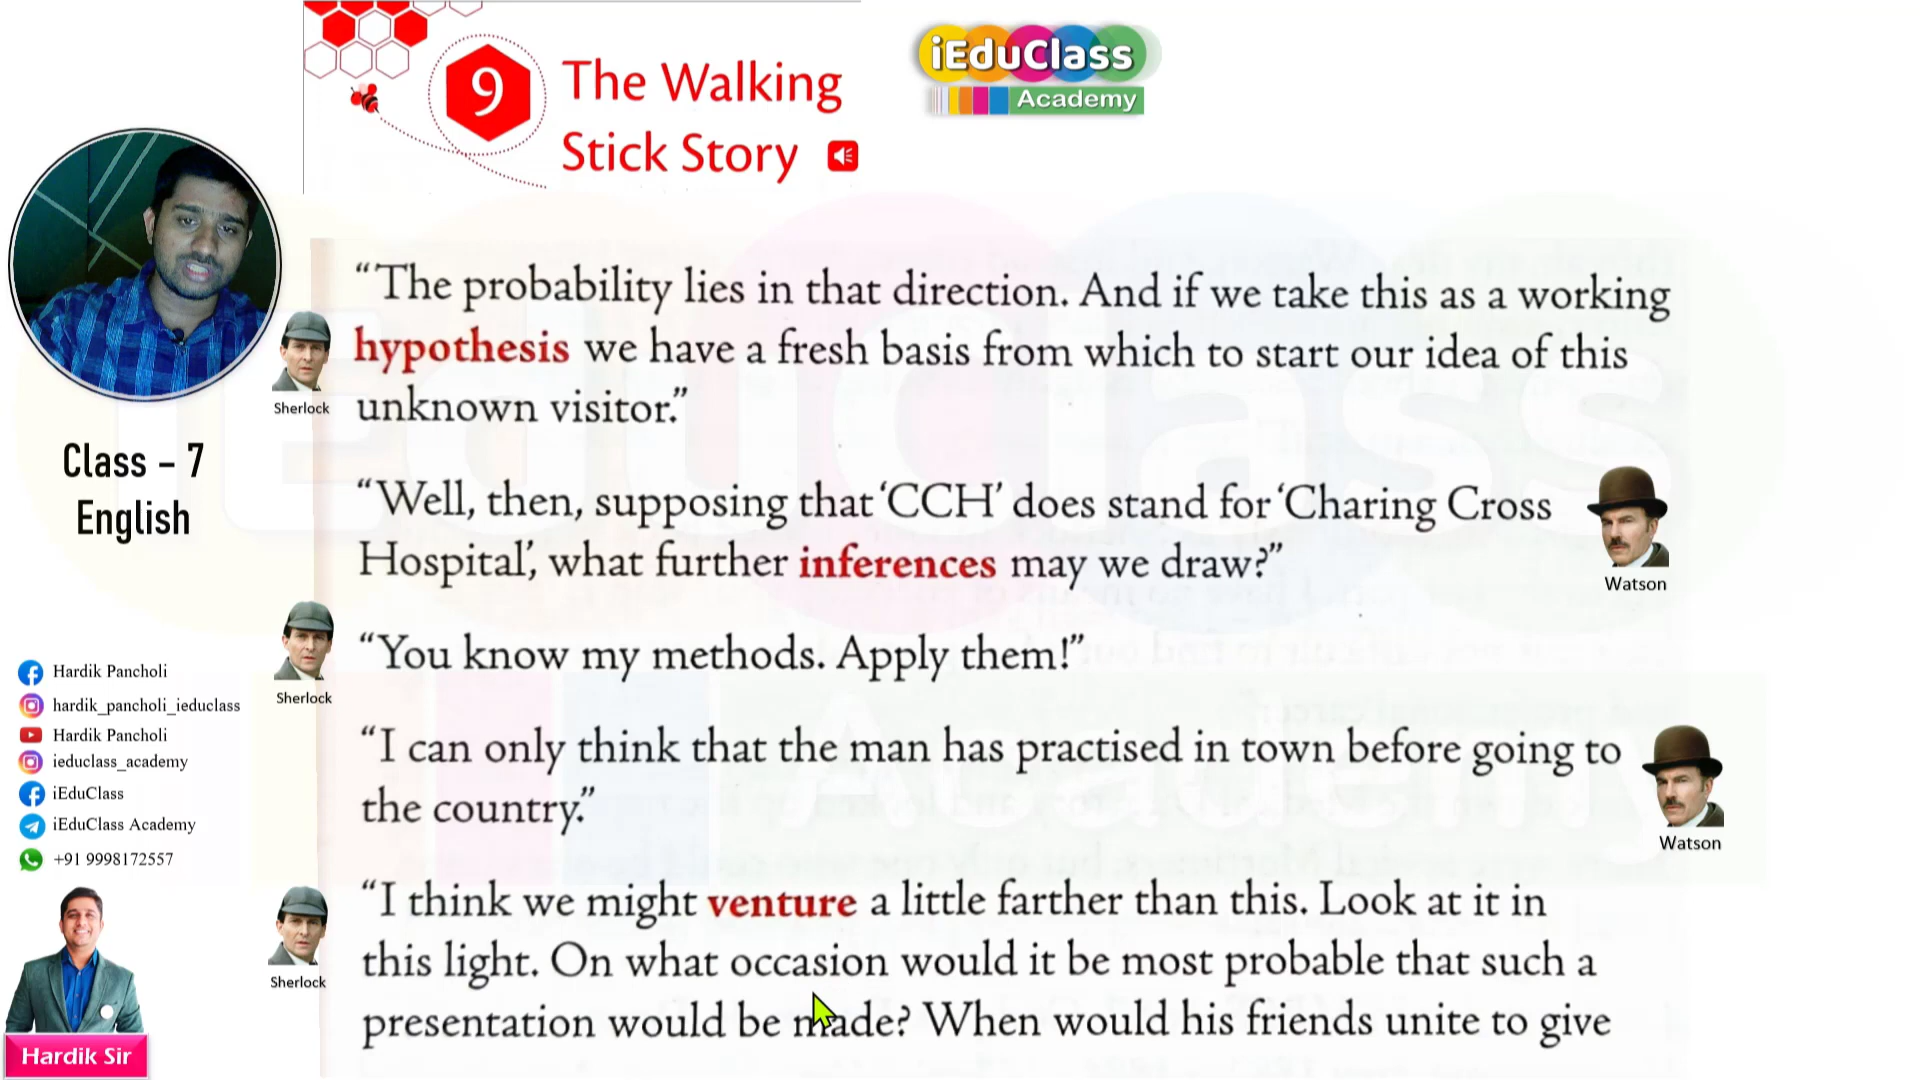 9
The Walking
Stick Story
iEduClass
Academy
“The probability lies in that direction. And if we take this as a working
hypothesis we have a fresh basis from which to start our idea of this
unknown visitor.”
Sherlock
“Well, then, supposing that ‘CCH’ does stand for ‘Charing Cross
Hospital’, what further inferences may we draw?”
Watson
“You know my methods. Apply them!”
Sherlock
“I can only think that the man has practised in town before going to
the country.”
Watson
“I think we might venture a little farther than this. Look at it in
this light. On what occasion would it be most probable that such a
presentation would be made? When would his friends unite to give
Sherlock
Class – 7
English
Hardik Pancholi
hardik_pancholi_ieduclass
Hardik Pancholi
ieduclass_academy
iEduClass
iEduClass Academy
+91 9998172557
Hardik Sir
iEduClass
Academy